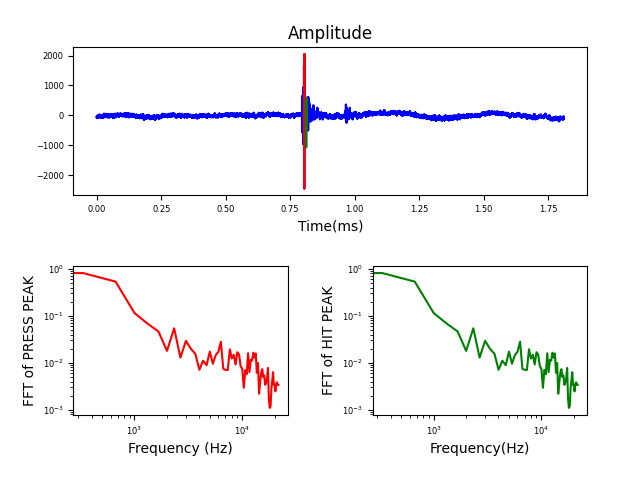 Amplitude
2000
1000
0
−1000
−2000
0.00 0.25 0.50 0.75 1.00 1.25 1.50 1.75
Time(ms)
FFT of PRESS PEAK
10⁰
10⁻¹
10⁻²
10⁻³
10³ 10⁴
Frequency (Hz)
FFT of HIT PEAK
10⁰
10⁻¹
10⁻²
10⁻³
10³ 10⁴
Frequency(Hz)